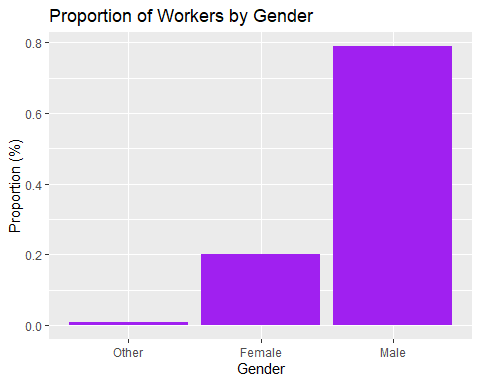 Proportion of Workers by Gender
Proportion (%)
0.8
0.6
0.4
0.2
0.0
Other Female Male
Gender